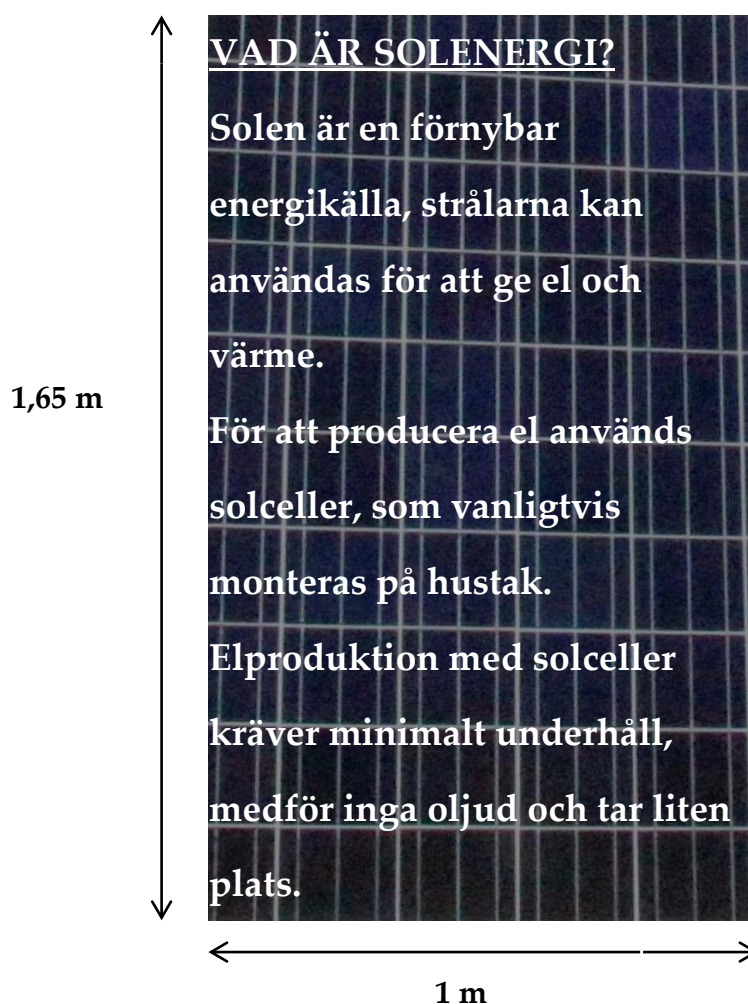 VAD ÄR SOLENERGI?
Solen är en förnybar
energikälla, strålarna kan
användas för att ge el och
värme.
1,65 m
För att producera el används
solceller, som vanligtvis
monteras på hustak.
Elproduktion med solceller
kräver minimalt underhåll,
medför inga oljud och tar liten
plats.
1 m